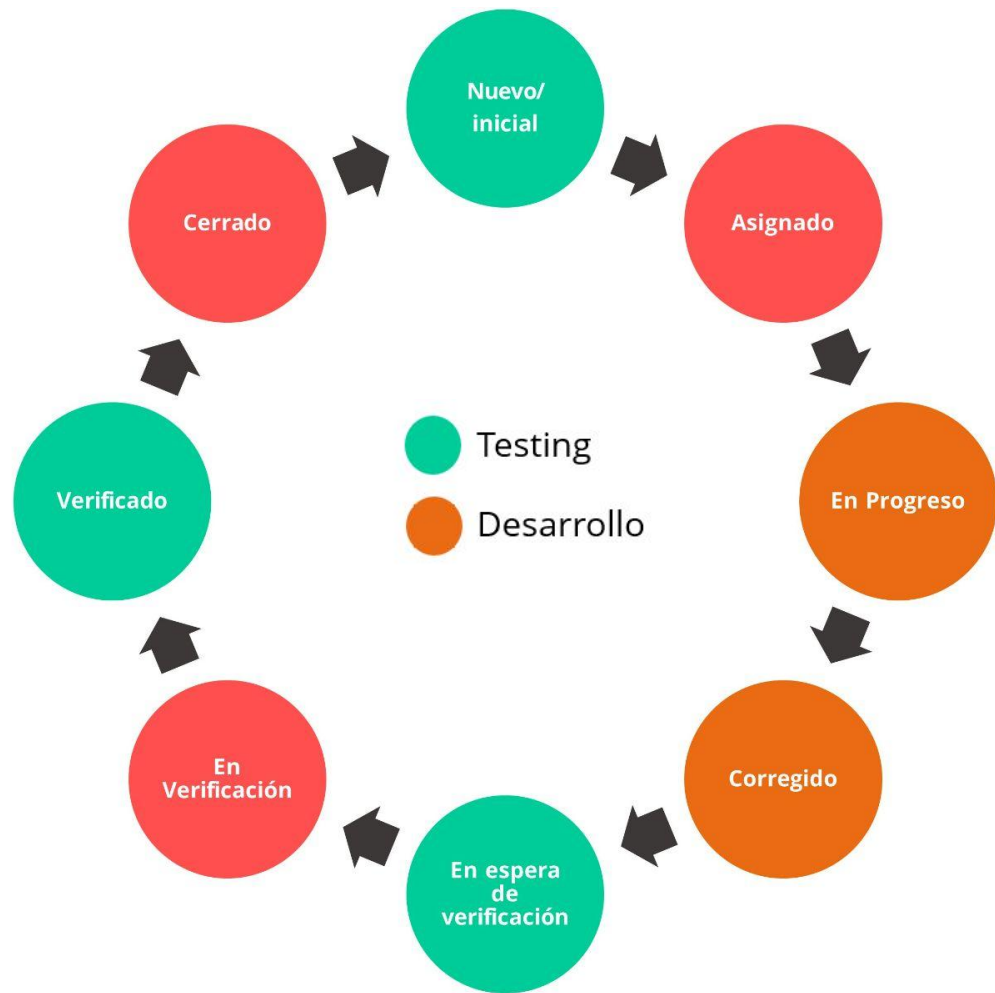 Nuevo/
inicial
Asignado
En Progreso
Corregido
En espera
de
verificación
En
Verificación
Verificado
Cerrado
Testing
Desarrollo